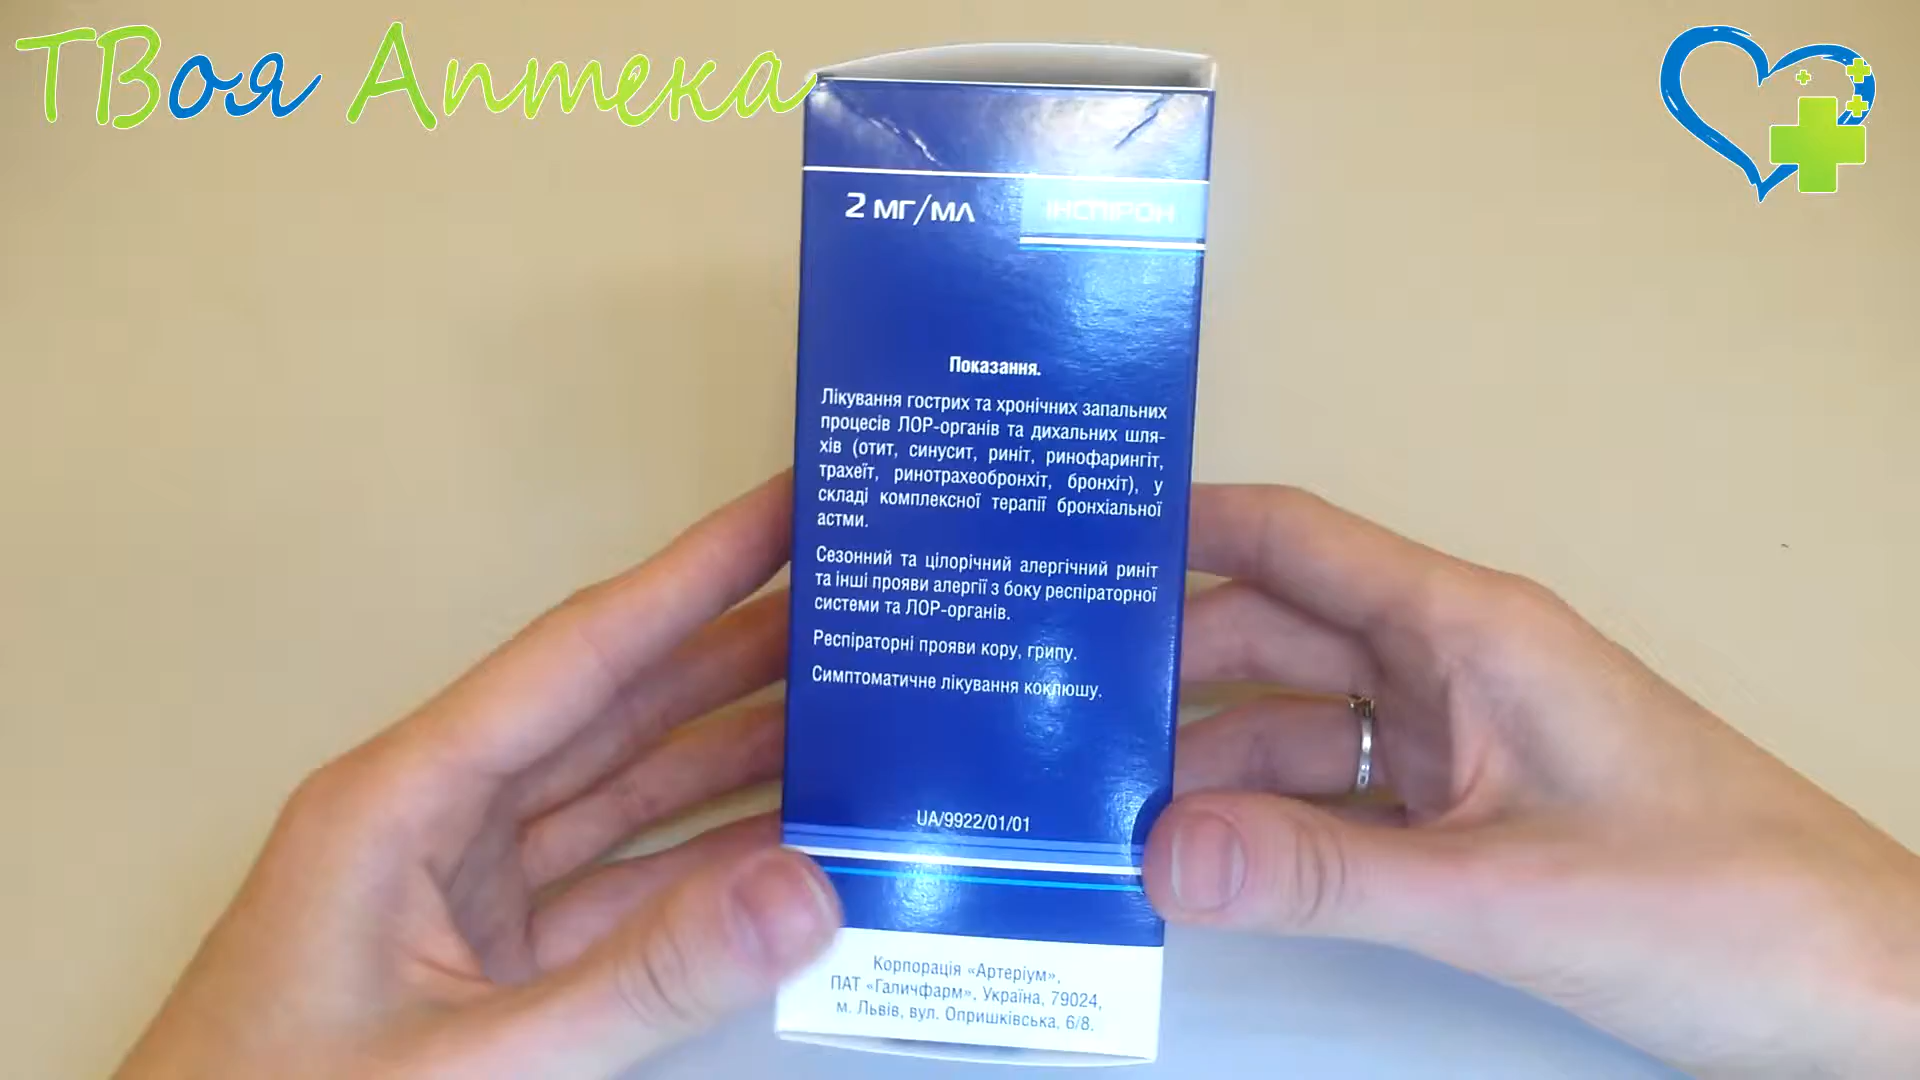 ТВоя Аптека
2 мг/мл
ІНСПІРОН
Показання.
Лікування гострих та хронічних запальних
процесів ЛОР-органів та дихальних шля-
хів (отит, синусит, риніт, ринофарингіт,
трахеїт, ринотрахеобронхіт, бронхіт), у
складі комплексної терапії бронхіальної
астми.
Сезонний та цілорічний алергічний риніт
та інші прояви алергії з боку респіраторної
системи та ЛОР-органів.
Респіраторні прояви кору, грипу.
Симптоматичне лікування коклюшу.
UA/9922/01/01
Корпорація «Артеріум»,
ПАТ «Галичфарм», Україна, 79024,
м. Львів, вул. Опришківська, 6/8.